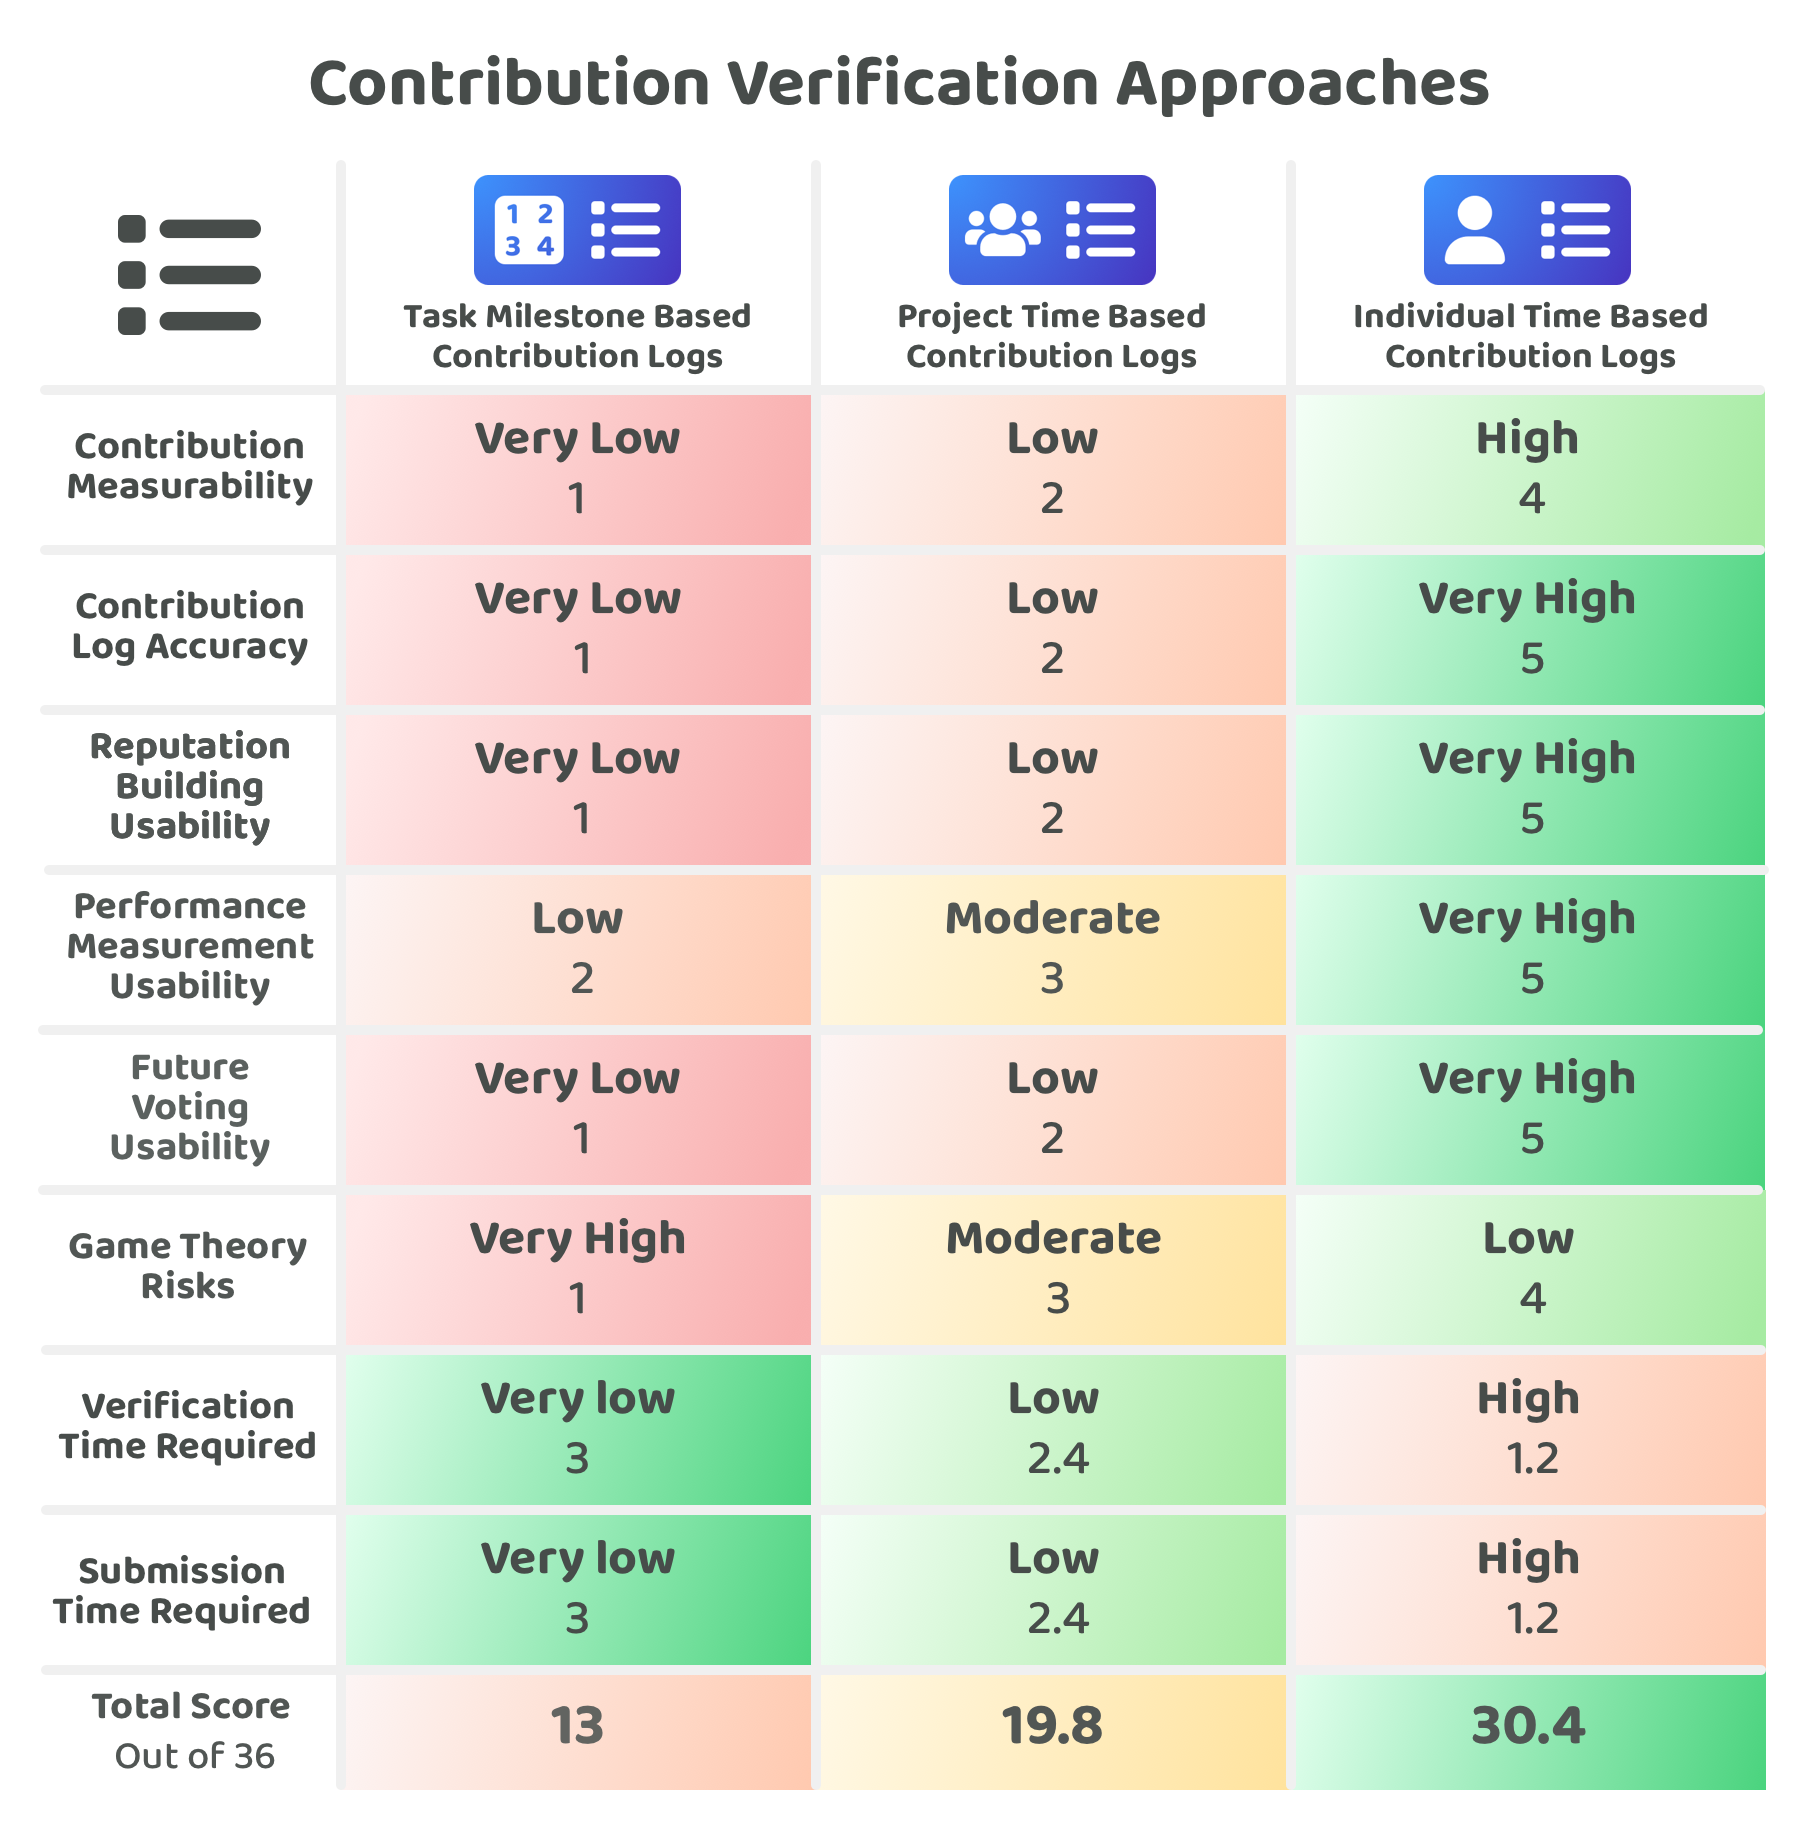 Contribution Verification Approaches
1 2
3 4
Task Milestone Based
Contribution Logs
Project Time Based
Contribution Logs
Individual Time Based
Contribution Logs
Contribution
Measurability
Very Low
1
Low
2
High
4
Contribution
Log Accuracy
Very Low
1
Low
2
Very High
5
Reputation
Building
Usability
Very Low
1
Low
2
Very High
5
Performance
Measurement
Usability
Low
2
Moderate
3
Very High
5
Future
Voting
Usability
Very Low
1
Low
2
Very High
5
Game Theory
Risks
Very High
1
Moderate
3
Low
4
Verification
Time Required
Very low
3
Low
2.4
High
1.2
Submission
Time Required
Very low
3
Low
2.4
High
1.2
Total Score
Out of 36
13
19.8
30.4